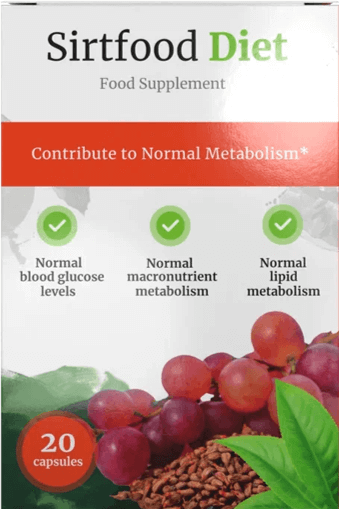 Sirtfood Diet
Food Supplement
Contribute to Normal Metabolism*
Normal
blood glucose
levels
Normal
macronutrient
metabolism
Normal
lipid
metabolism
20
capsules